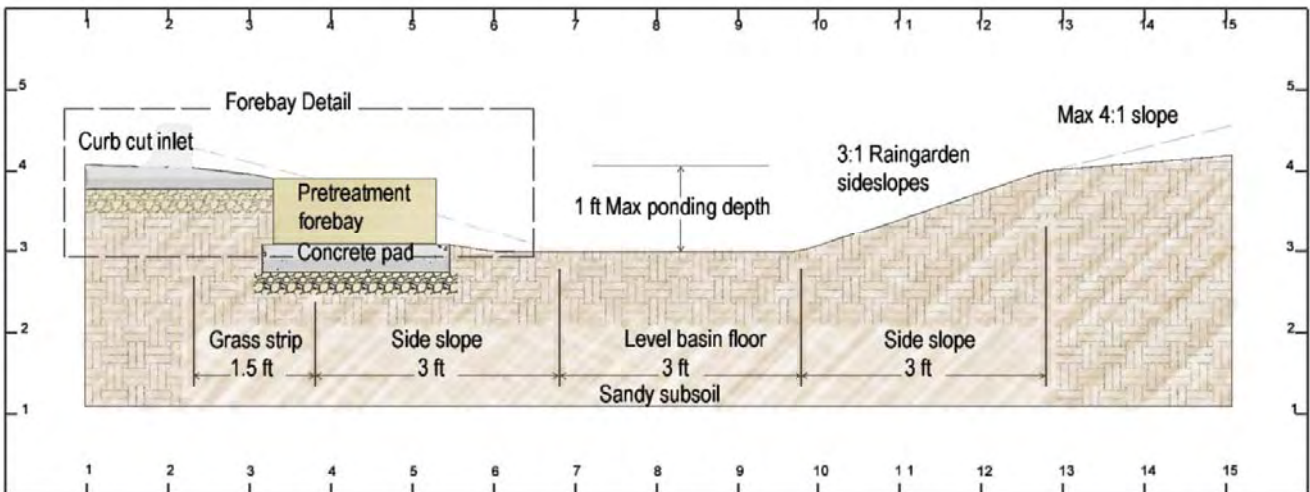 1 2 3 4 5 6 7 8 9 10 11 12 13 14 15
5 5
Forebay Detail
Max 4:1 slope
Curb cut inlet
4 4
3:1 Raingarden
sideslopes
Pretreatment
forebay
1 ft Max ponding depth
3 3
Concrete pad
2 2
Grass strip Side slope Level basin floor Side slope
1.5 ft 3 ft 3 ft 3 ft
Sandy subsoil
1 1
1 2 3 4 5 6 7 8 9 10 11 12 13 14 15